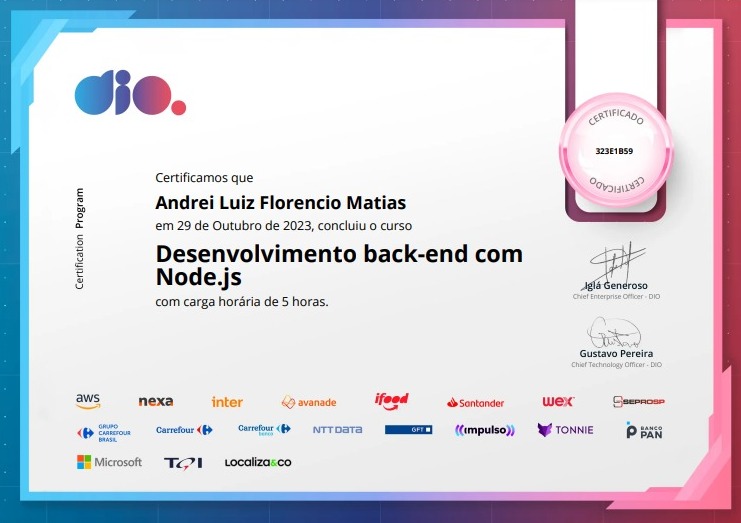 dio.
CERTIFICADO
323E1B59
CERTIFICADO
Certification Program
Certificamos que
Andrei Luiz Florencio Matias
em 29 de Outubro de 2023, concluiu o curso
Desenvolvimento back-end com
Node.js
com carga horária de 5 horas.
Iglá Generoso
Chief Enterprise Officer - DIO
Gustavo Pereira
Chief Technology Officer - DIO
aws
nexa
inter
avanade
ifood
Santander
wex
SEPROSP
GRUPO
CARREFOUR
BRASIL
Carrefour
Carrefour
banco
NTT DATA
GFT
impulso
TONNIE
BANCO
PAN
Microsoft
TQI
LOCALIZA&CO